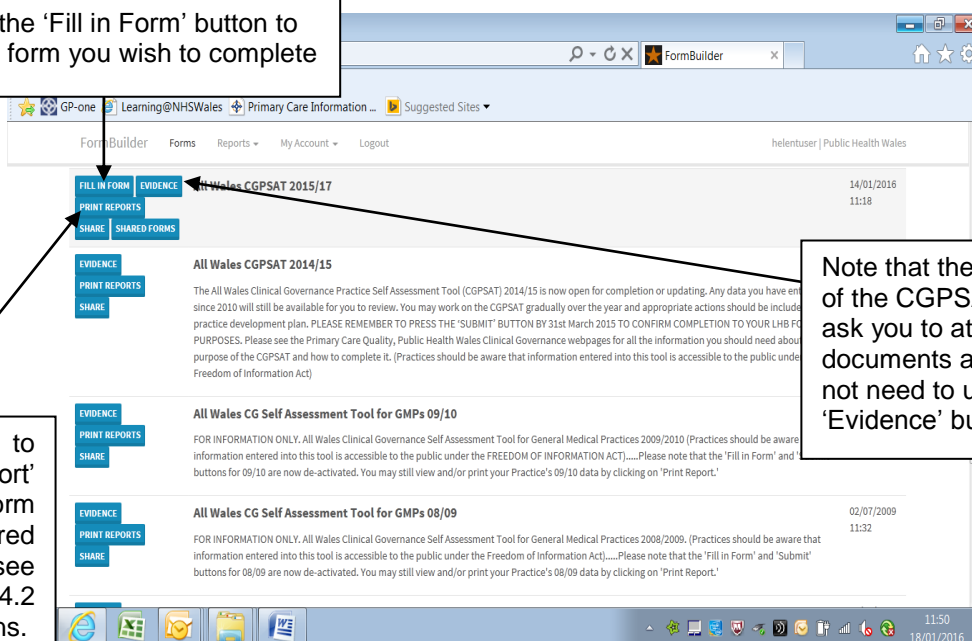 the ‘Fill in Form’ button to
form you wish to complete
FormBuilder
GP-one Learning@NHSWales Primary Care Information ... Suggested Sites
FormBuilder Forms Reports My Account Logout helentuser | Public Health Wales
FILL IN FORM EVIDENCE All Wales CGPSAT 2015/17 14/01/2016
PRINT REPORTS 11:18
SHARE SHARED FORMS
EVIDENCE All Wales CGPSAT 2014/15
PRINT REPORTS The All Wales Clinical Governance Practice Self Assessment Tool (CGPSAT) 2014/15 is now open for completion or updating. Any data you have
SHARE since 2010 will still be available for you to review. You may work on the CGPSAT gradually over the year and appropriate actions should be
practice development plan. PLEASE REMEMBER TO PRESS THE 'SUBMIT' BUTTON BY 31st March 2015 TO CONFIRM COMPLETION TO YOUR LHB
PURPOSES. Please see the Primary Care Quality, Public Health Wales Clinical Governance webpages for all the information you should need
purpose of the CGPSAT and how to complete it. (Practices should be aware that information entered into this tool is accessible to the public
Freedom of Information Act)
Note that the
of the
ask you to
documents
not need to
‘Evidence’
EVIDENCE All Wales CG Self Assessment Tool for GMPs 09/10
PRINT REPORTS FOR INFORMATION ONLY. All Wales Clinical Governance Self Assessment Tool for General Medical Practices 2009/2010 (Practices should be aware
SHARE information entered into this tool is accessible to the public under the FREEDOM OF INFORMATION ACT).....Please note that the 'Fill in Form' and
buttons for 09/10 are now de-activated. You may still view and/or print your Practice's 09/10 data by clicking on 'Print Report.'
to
see
4.2
EVIDENCE All Wales CG Self Assessment Tool for GMPs 08/09 02/07/2009
PRINT REPORTS FOR INFORMATION ONLY. All Wales Clinical Governance Self Assessment Tool for General Medical Practices 2008/2009. (Practices should be aware that 11:32
SHARE information entered into this tool is accessible to the public under the Freedom of Information Act).....Please note that the 'Fill in Form' and 'Submit'
buttons for 08/09 are now de-activated. You may still view and/or print your Practice's 08/09 data by clicking on 'Print Report.'
11:50
18/01/2016